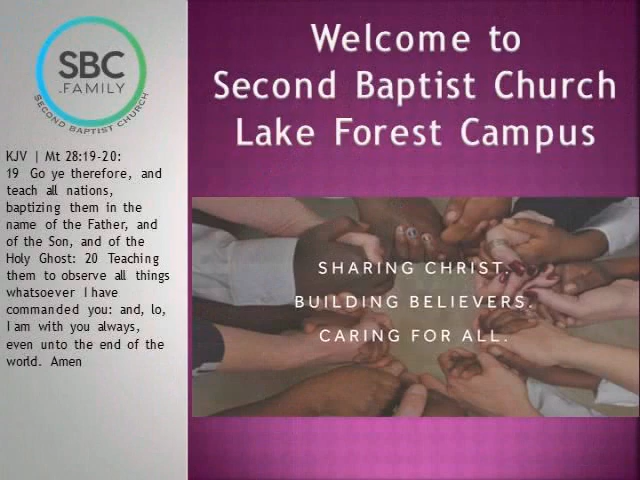 SBC
.FAMILY
SECOND BAPTIST CHURCH
KJV | Mt 28:19-20:
19 Go ye therefore, and
teach all nations,
baptizing them in the
name of the Father, and
of the Son, and of the
Holy Ghost: 20 Teaching
them to observe all things
whatsoever I have
commanded you: and, lo,
I am with you always,
even unto the end of the
world. Amen
Welcome to
Second Baptist Church
Lake Forest Campus
SHARING CHRIST.
BUILDING BELIEVERS.
CARING FOR ALL.